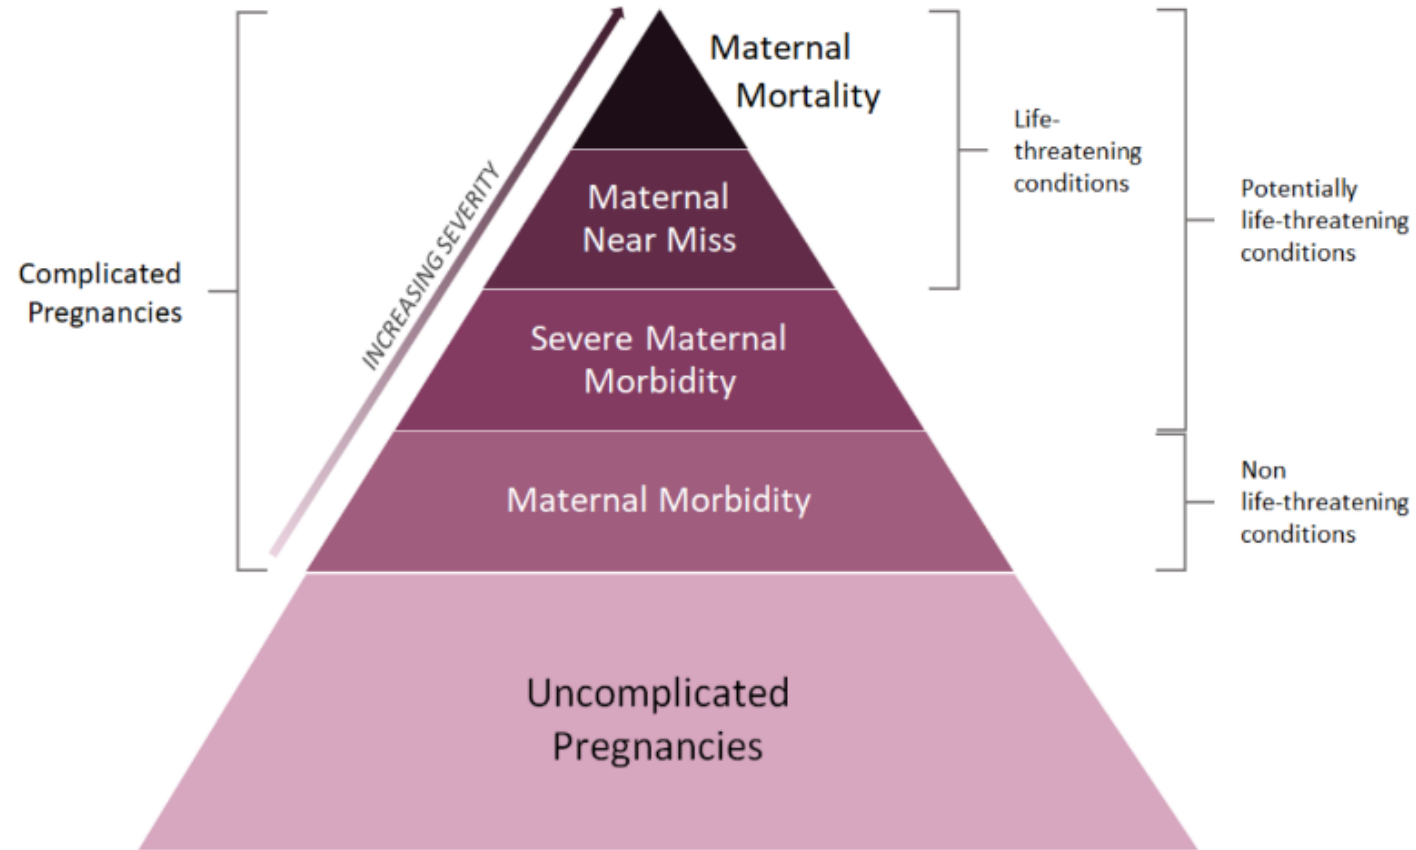 Maternal
Mortality
Life-
threatening
conditions
Maternal
Near Miss
Potentially
life-threatening
conditions
INCREASING SEVERITY
Complicated
Pregnancies
Severe Maternal
Morbidity
Maternal Morbidity
Non
life-threatening
conditions
Uncomplicated
Pregnancies